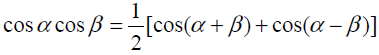 cos α cos β = 1/2 [cos(α + β) + cos(α − β)]